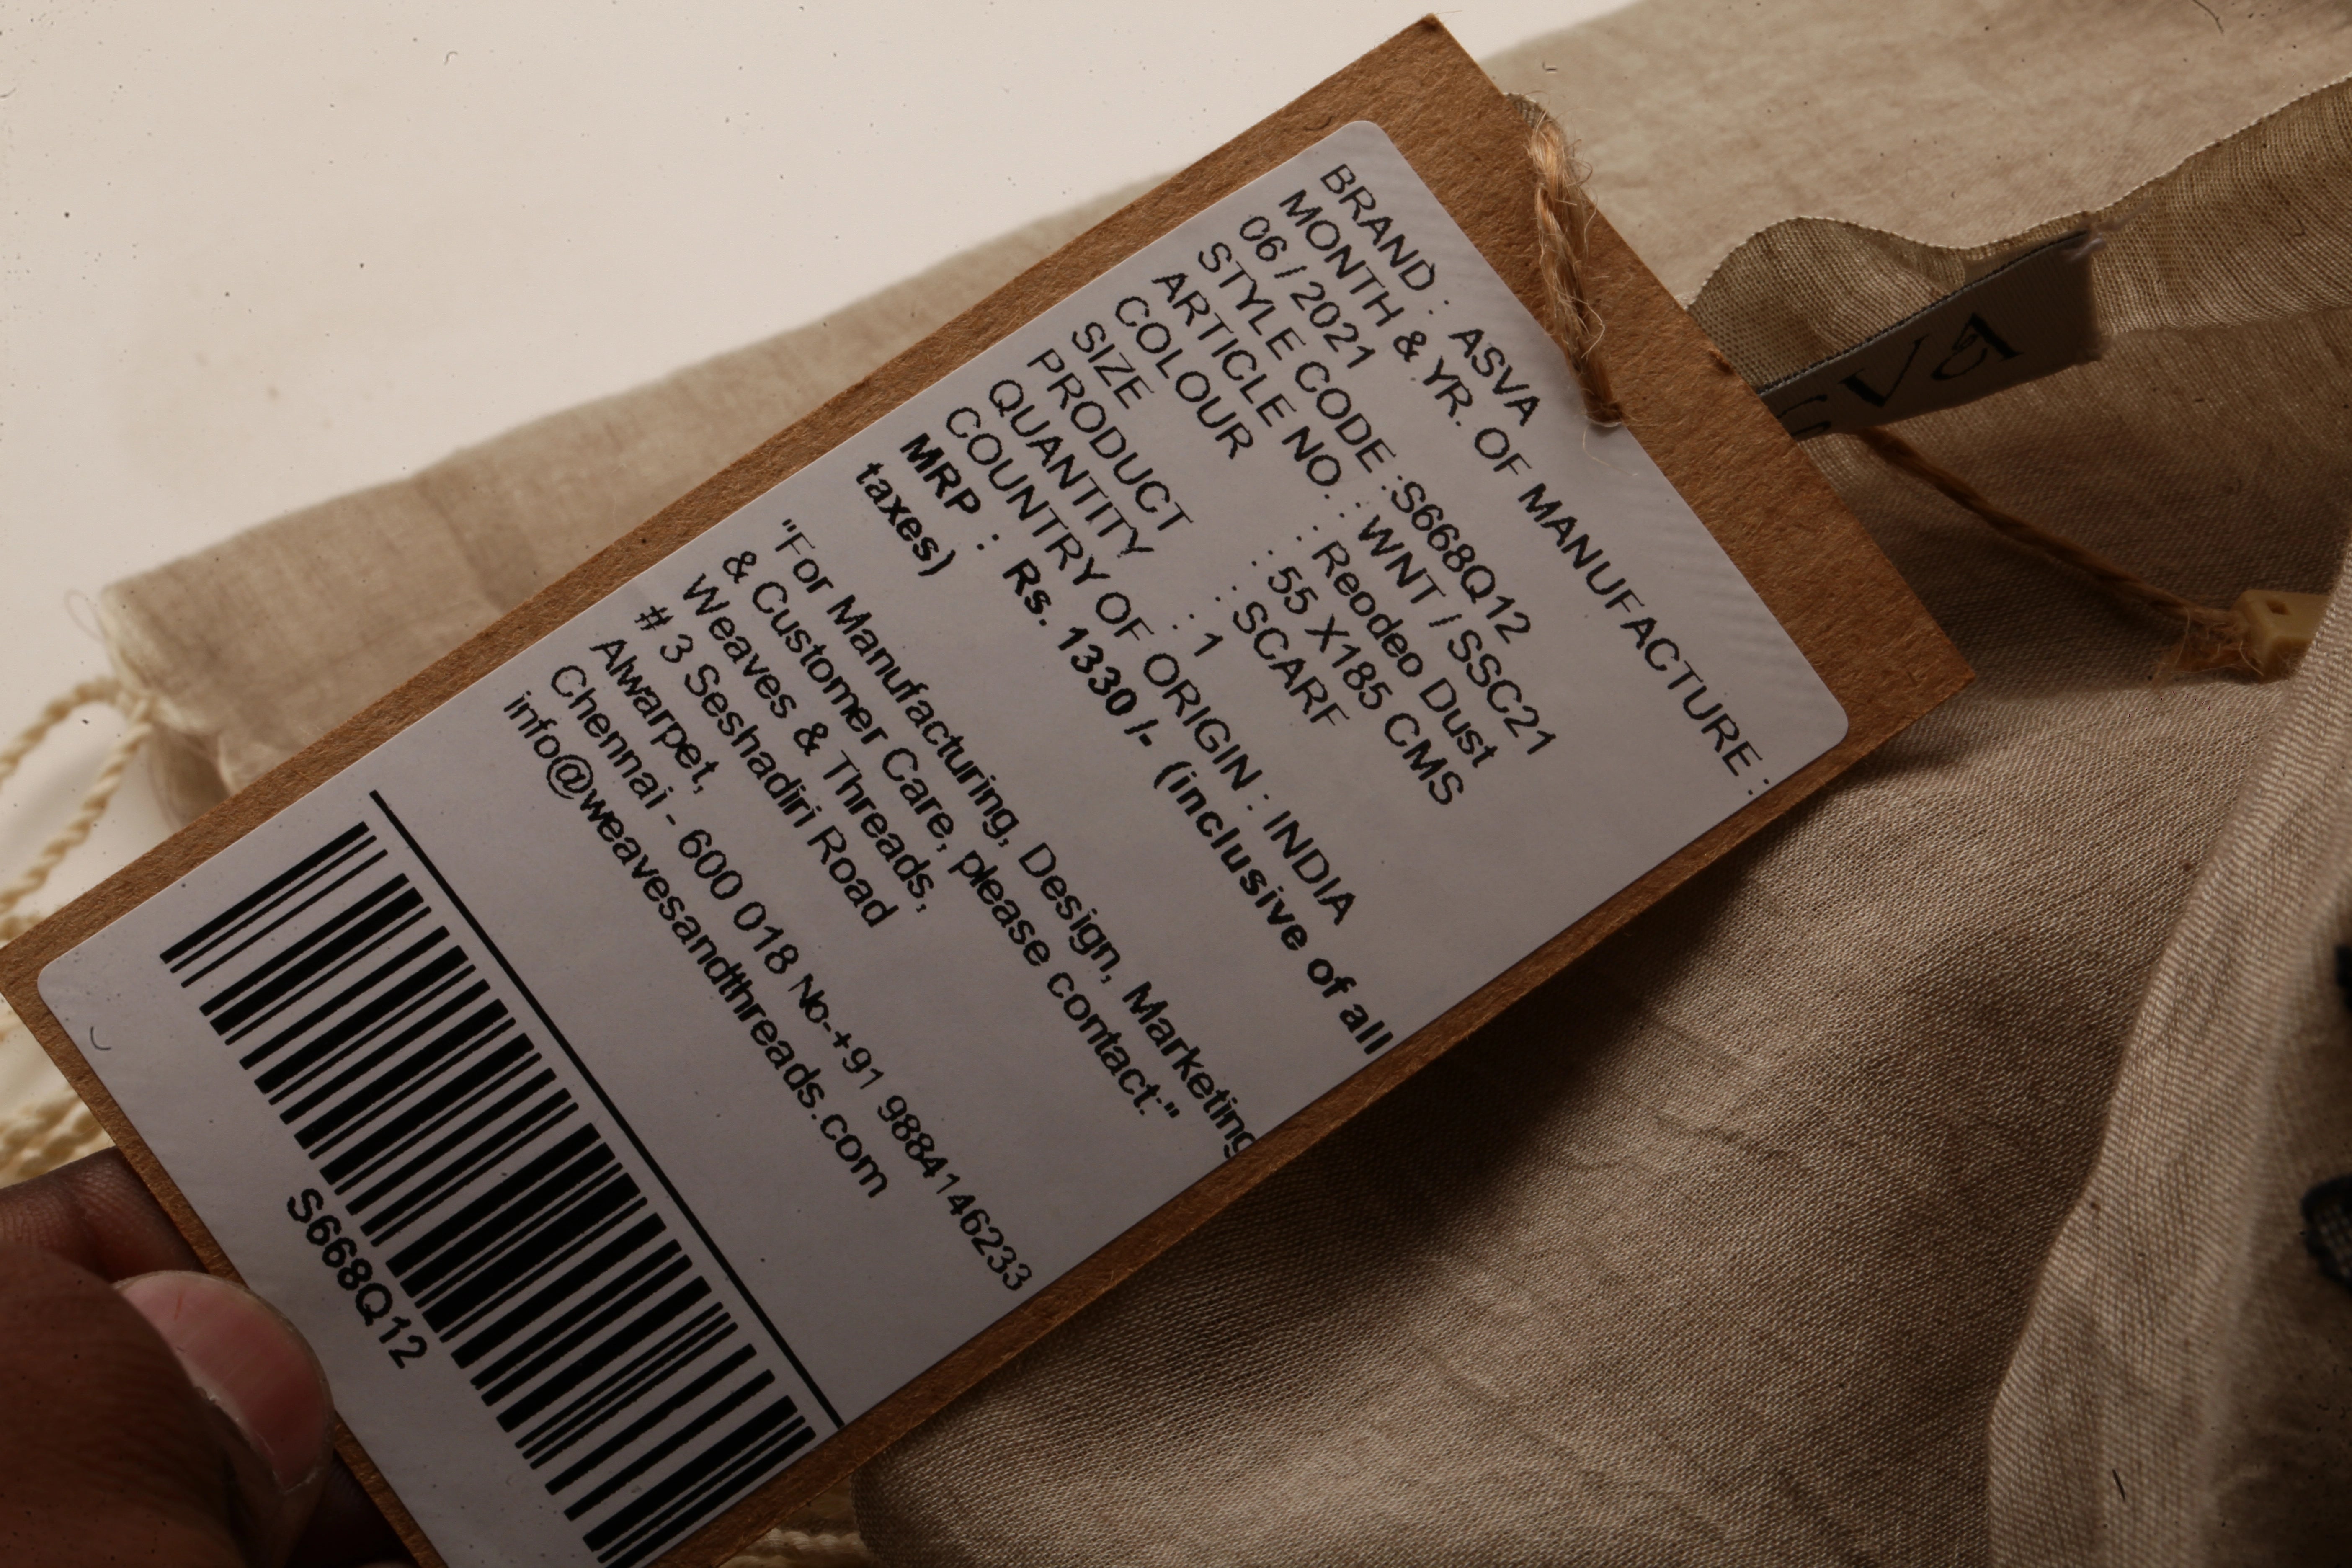 BRAND : ASVA
MONTH & YR. OF MANUFACTURE :
06 / 2021
STYLE CODE :S668Q12
ARTICLE NO. : WNT / SSC21
COLOUR : Reodeo Dust
SIZE : 55 X185 CMS
PRODUCT : SCARF
QUANTITY : 1
COUNTRY OF ORIGIN : INDIA
MRP : Rs. 1330 /- (inclusive of all
taxes)
"For Manufacturing, Design, Marketing
& Customer Care, please contact:"
Weaves & Threads,
# 3 Seshadiri Road
Alwarpet,
Chennai - 600 018 No-+91 9884146233
info@weavesandthreads.com
S668Q12